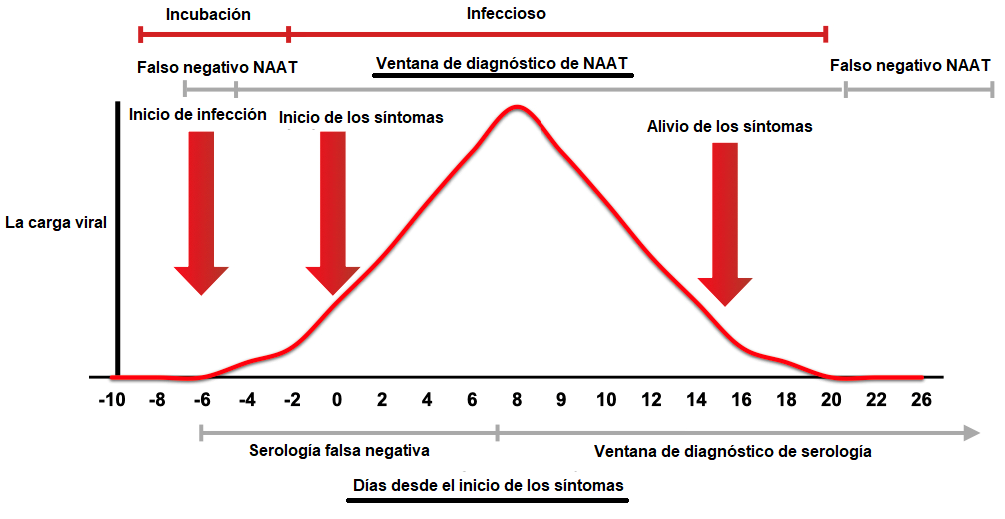 Incubación
Infeccioso
Falso negativo NAAT
Ventana de diagnóstico de NAAT
Falso negativo NAAT
Inicio de infección
Inicio de los síntomas
Alivio de los síntomas
La carga viral
-10 -8 -6 -4 -2 0 2 4 6 8 9 10 12 14 16 18 20 22 26
Serología falsa negativa
Ventana de diagnóstico de serología
Días desde el inicio de los síntomas